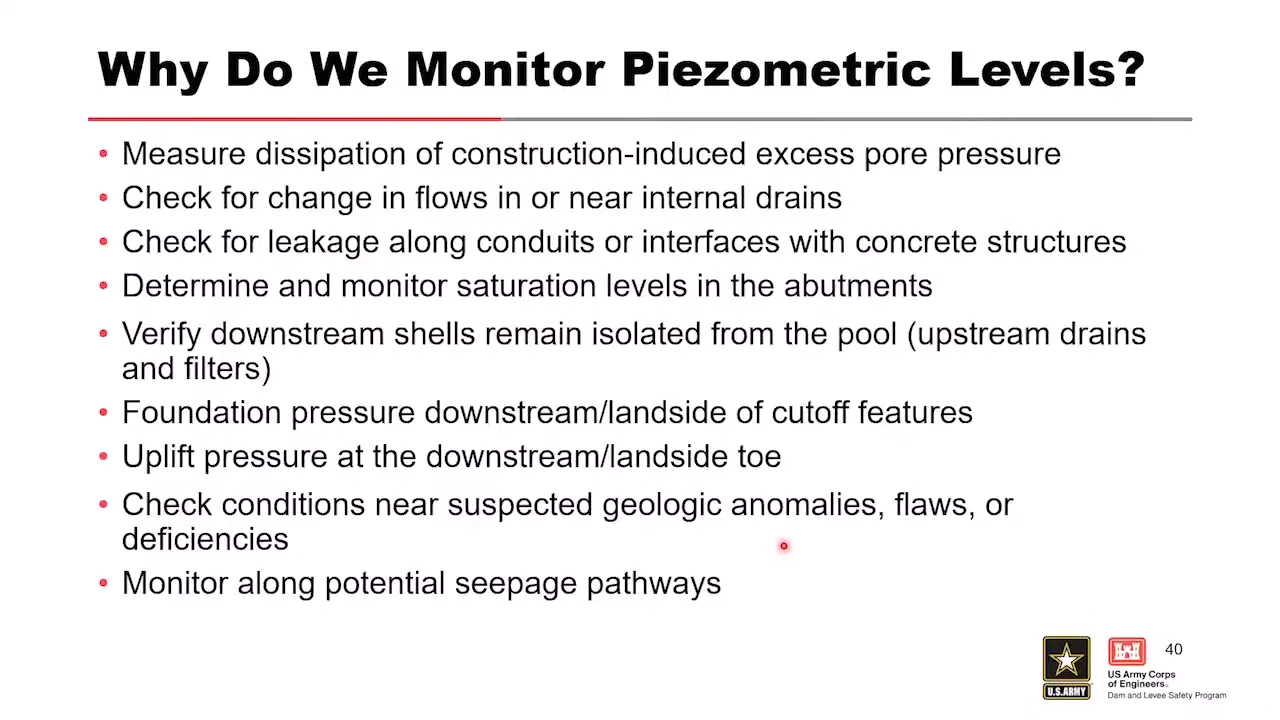 Why Do We Monitor Piezometric Levels?
• Measure dissipation of construction-induced excess pore pressure
• Check for change in flows in or near internal drains
• Check for leakage along conduits or interfaces with concrete structures
• Determine and monitor saturation levels in the abutments
• Verify downstream shells remain isolated from the pool (upstream drains
and filters)
• Foundation pressure downstream/landside of cutoff features
• Uplift pressure at the downstream/landside toe
• Check conditions near suspected geologic anomalies, flaws, or
deficiencies
• Monitor along potential seepage pathways
40
U.S.ARMY
US Army Corps
of Engineers®
Dam and Levee Safety Program